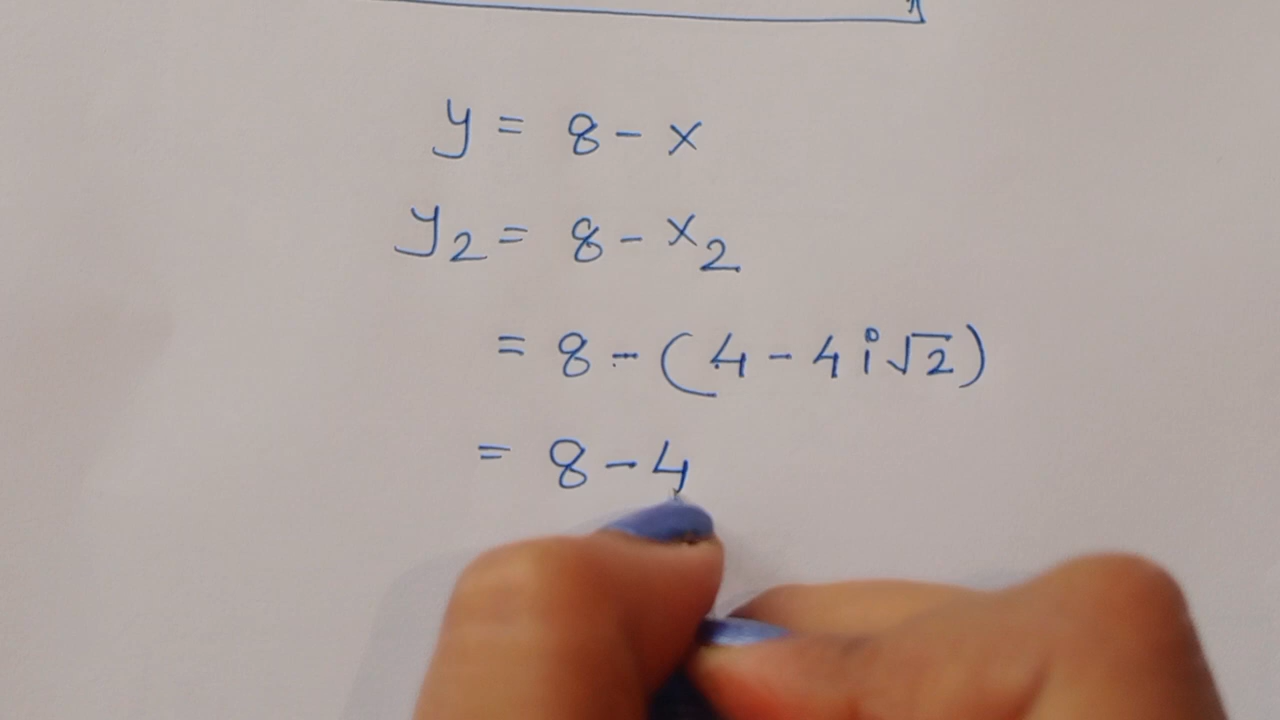 y = 8 - x
y₂ = 8 - x₂
= 8 - (4 - 4i√2)
= 8 - 4